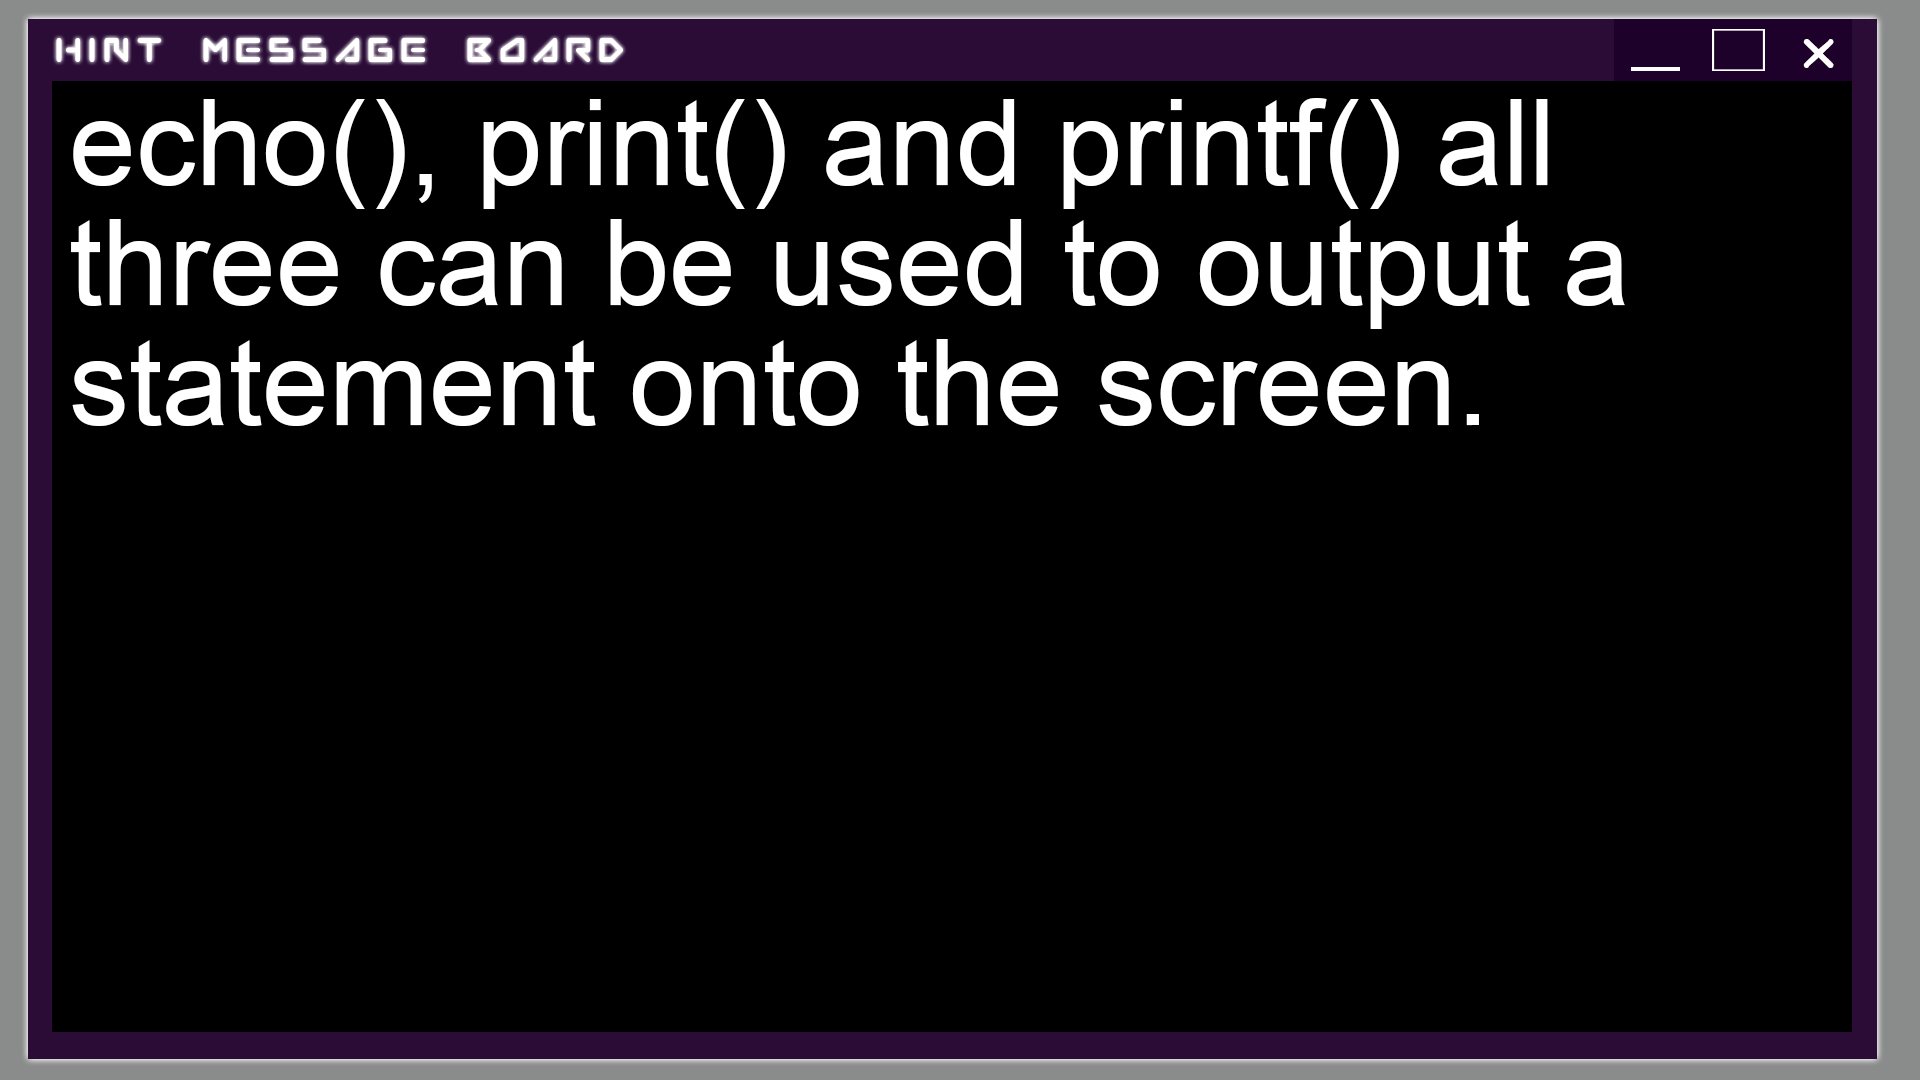 HINT MESSAGE BOARD
echo(), print() and printf() all
three can be used to output a
statement onto the screen.